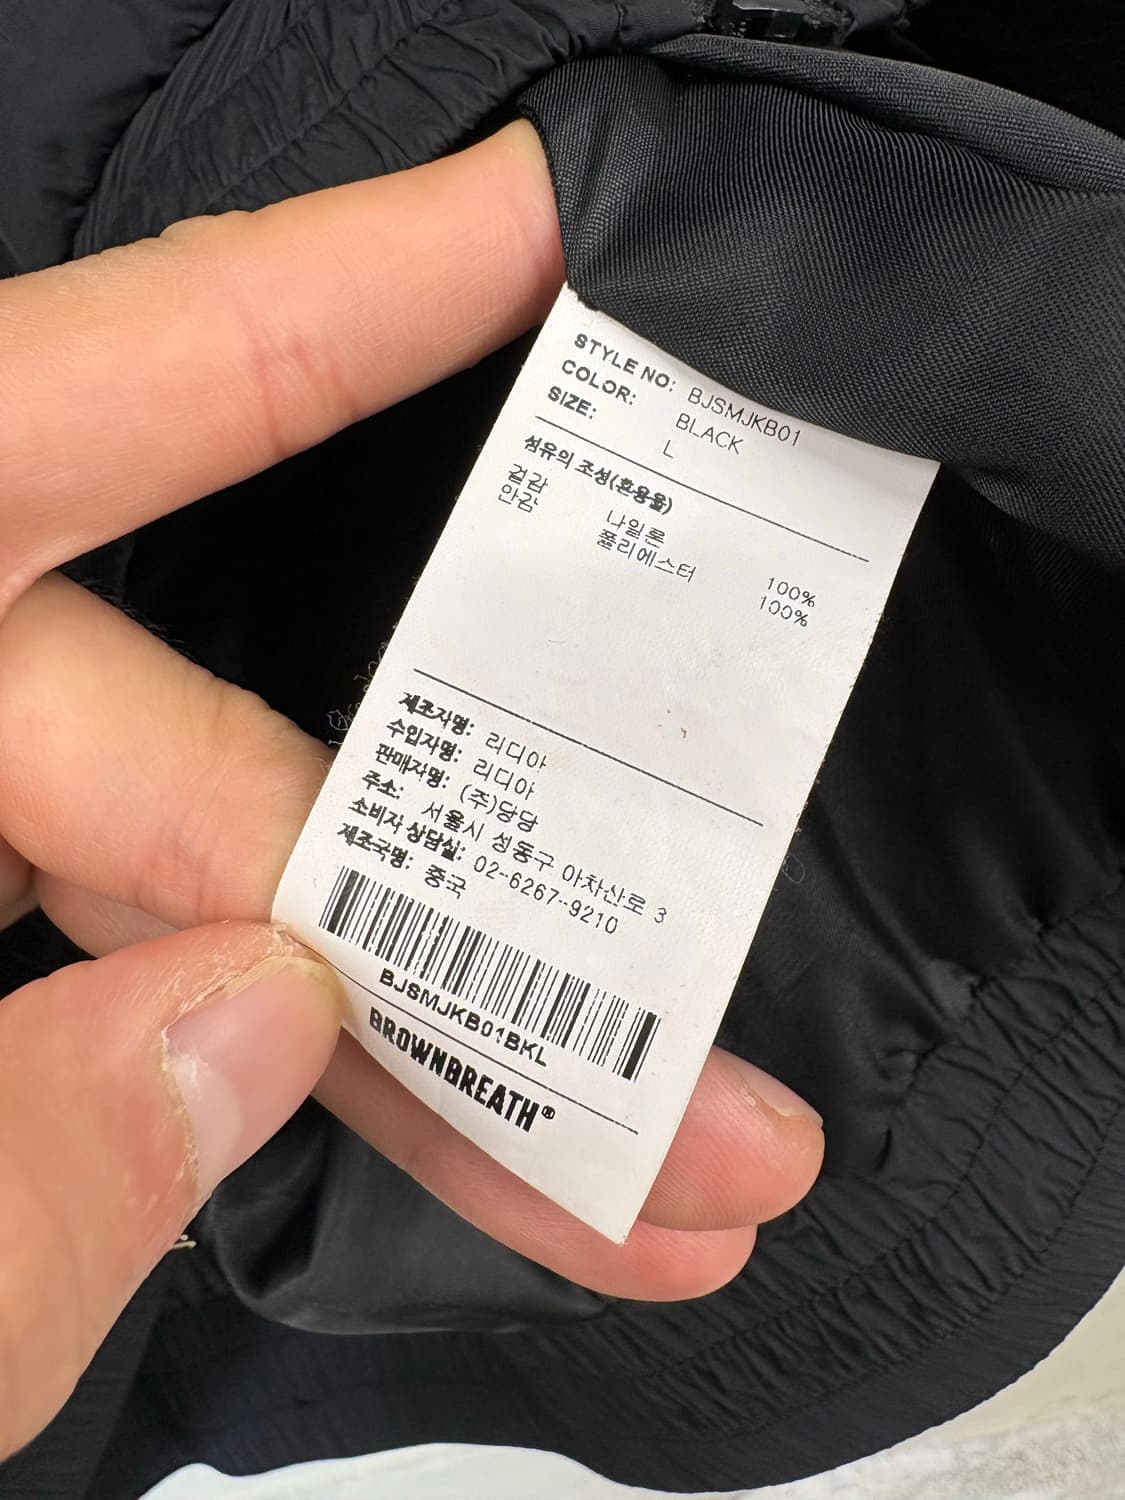 STYLE NO: BJSMJKB01
COLOR: BLACK
SIZE: L
섬유의 조성(혼용율)
겉감 나일론 100%
안감 폴리에스터 100%
제조자명: 리디아
수입자명: 리디아
판매자명: (주)당당
주소: 서울시 성동구 아차산로 3
소비자 상담실: 02-6267-9210
제조국명: 중국
BJSMJKB01BKL
BROWNBREATH®